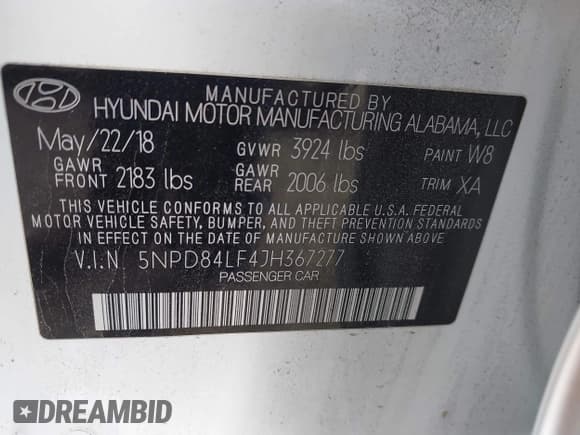 MANUFACTURED BY
HYUNDAI MOTOR MANUFACTURING ALABAMA, LLC
May/22/18 GVWR 3924 lbs PAINT W8
GAWR FRONT 2183 lbs GAWR REAR 2006 lbs TRIM XA
THIS VEHICLE CONFORMS TO ALL APPLICABLE U.S.A. FEDERAL
MOTOR VEHICLE SAFETY, BUMPER, AND THEFT PREVENTION STANDARDS
IN EFFECT ON THE DATE OF MANUFACTURE SHOWN ABOVE.
V.I.N 5NPD84LF4JH367277
PASSENGER CAR
DREAMBID